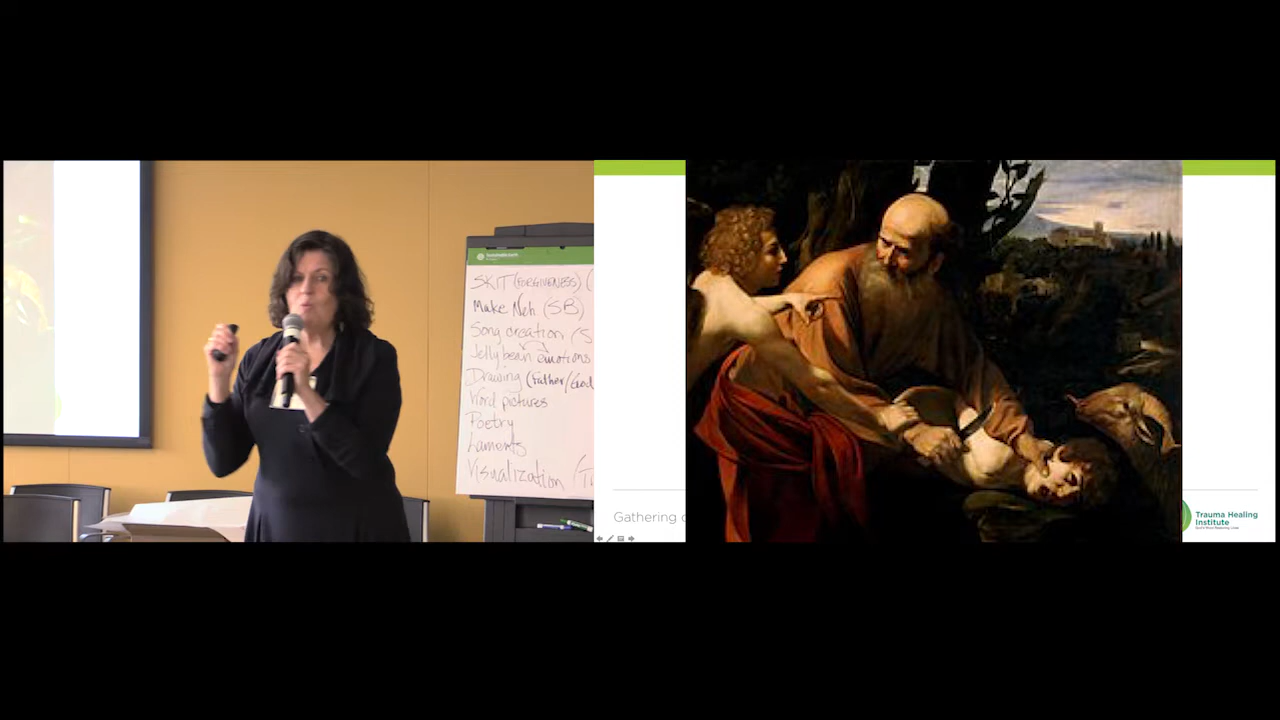 SKIT (FORGIVENESS) (
Make Neh (SB)
Song creation (S
Jelly bean emotions
Drawing (Father/God
Word pictures
Poetry
Laments
Visualization (T
Gathering
Trauma Healing
Institute